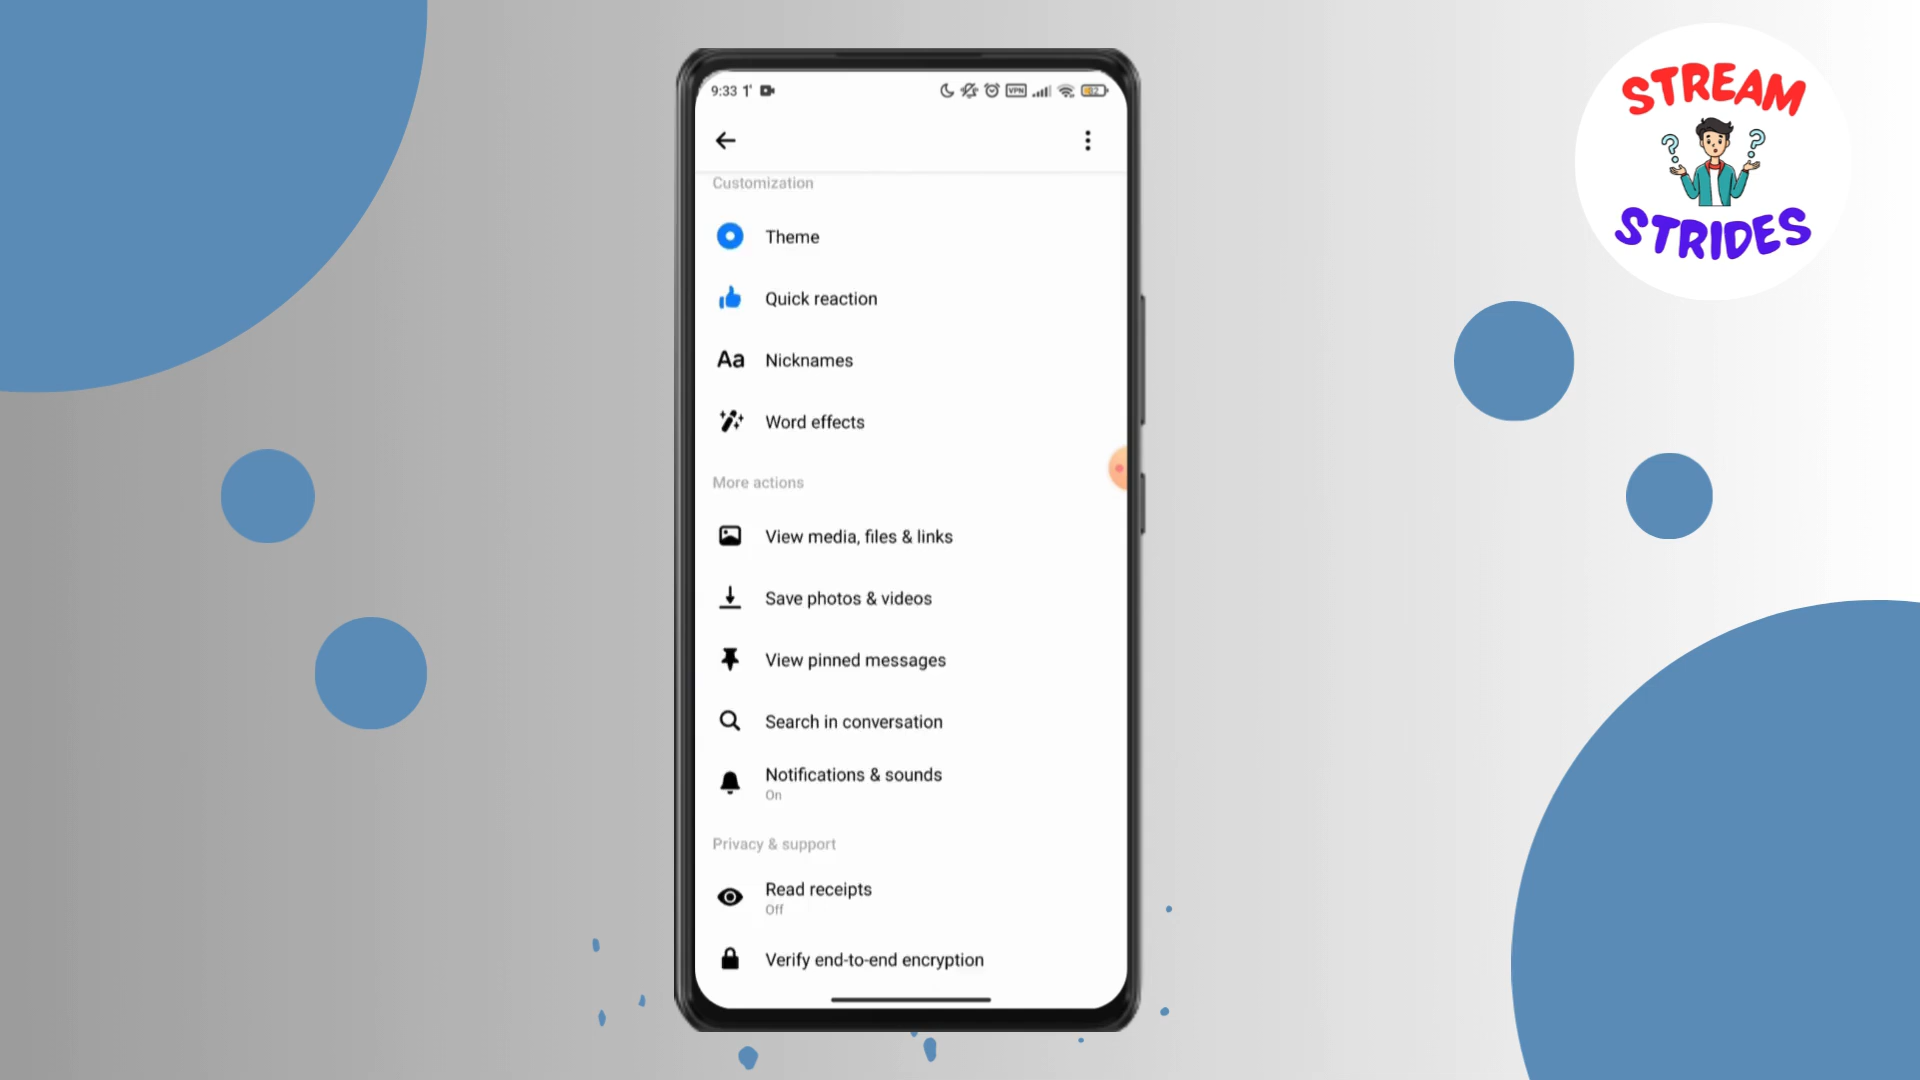 STREAM
STRIDES
9:33
VPN
Customization
Theme
Quick reaction
Aa Nicknames
Word effects
More actions
View media, files & links
Save photos & videos
View pinned messages
Search in conversation
Notifications & sounds
On
Privacy & support
Read receipts
Off
Verify end-to-end encryption